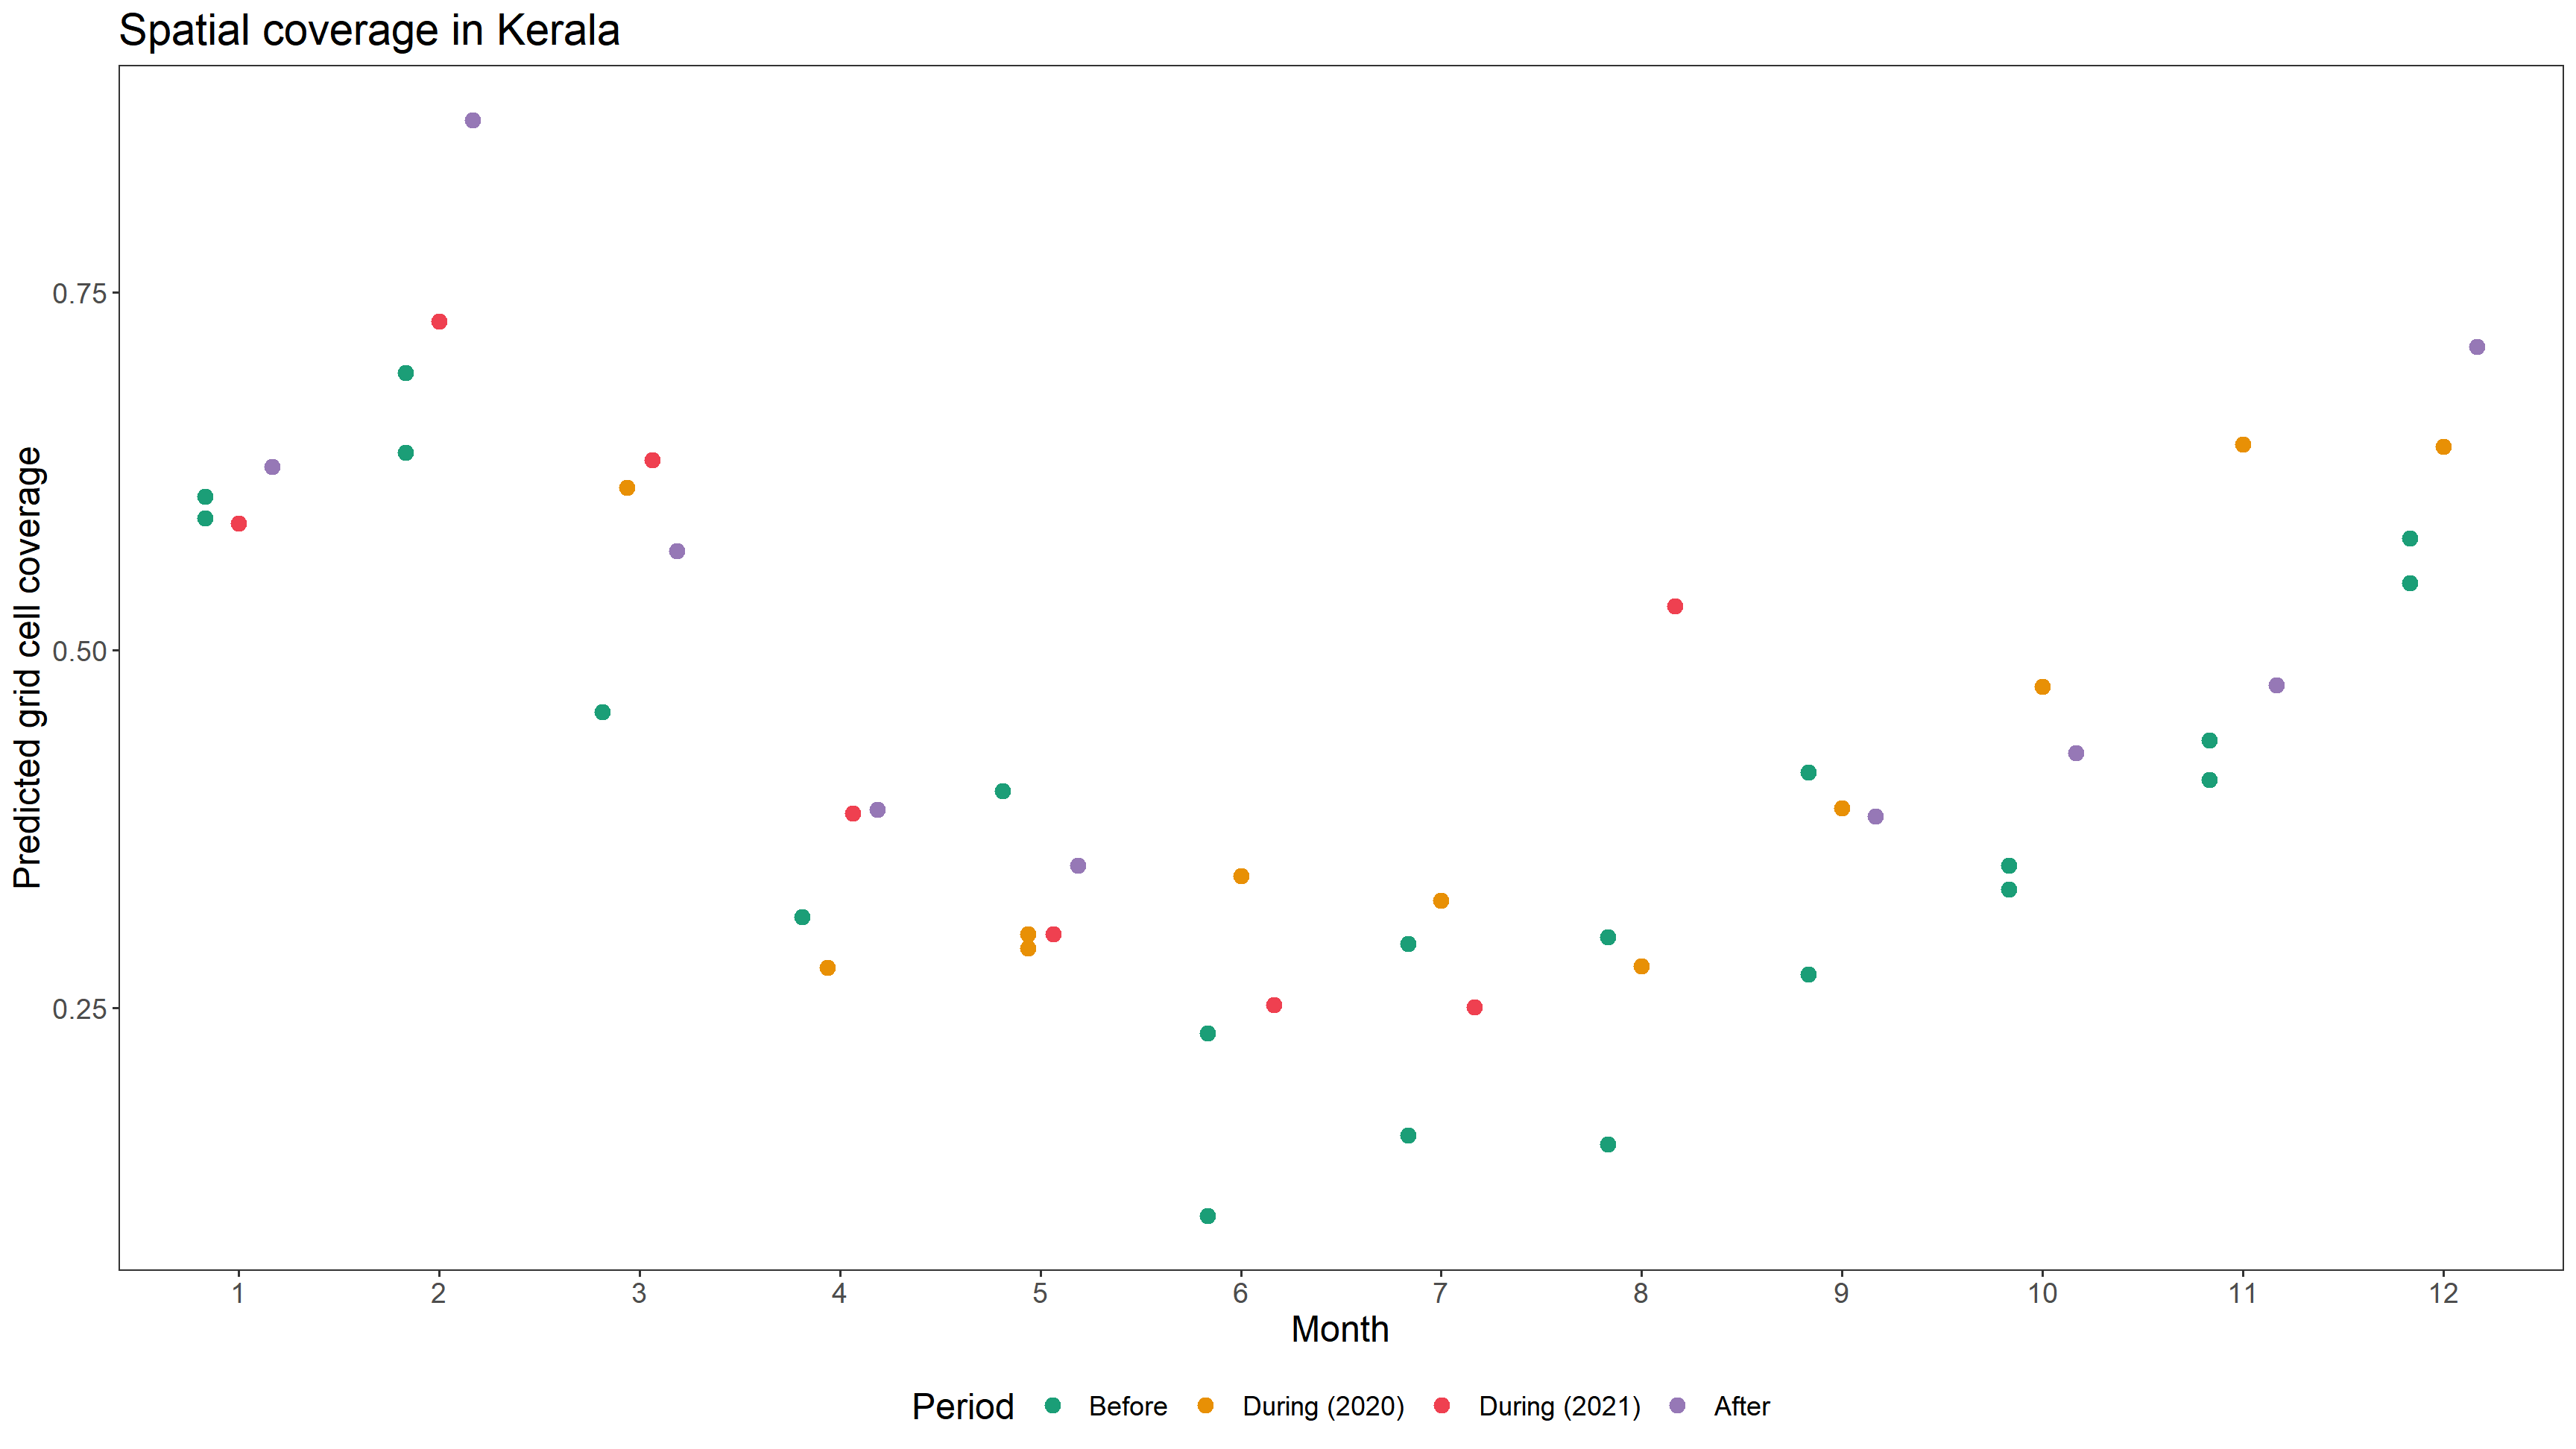 Spatial coverage in Kerala
Predicted grid cell coverage
0.75
0.50
0.25
1 2 3 4 5 6 7 8 9 10 11 12
Month
Period Before During (2020) During (2021) After